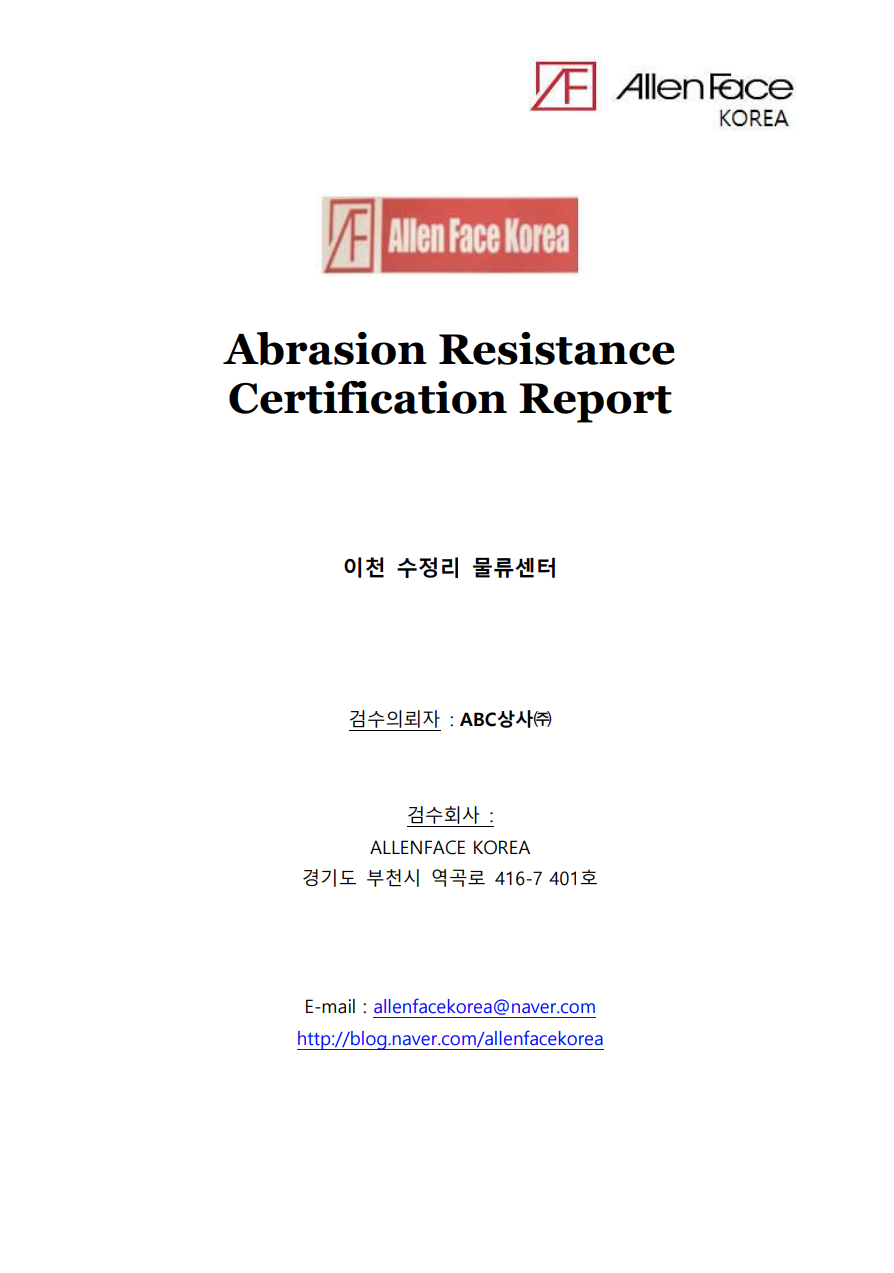 Allen Face
KOREA
Allen Face Korea
Abrasion Resistance
Certification Report
이천 수정리 물류센터
검수의뢰자 : ABC상사㈜
검수회사 :
ALLENFACE KOREA
경기도 부천시 역곡로 416-7 401호
E-mail : allenfacekorea@naver.com
http://blog.naver.com/allenfacekorea